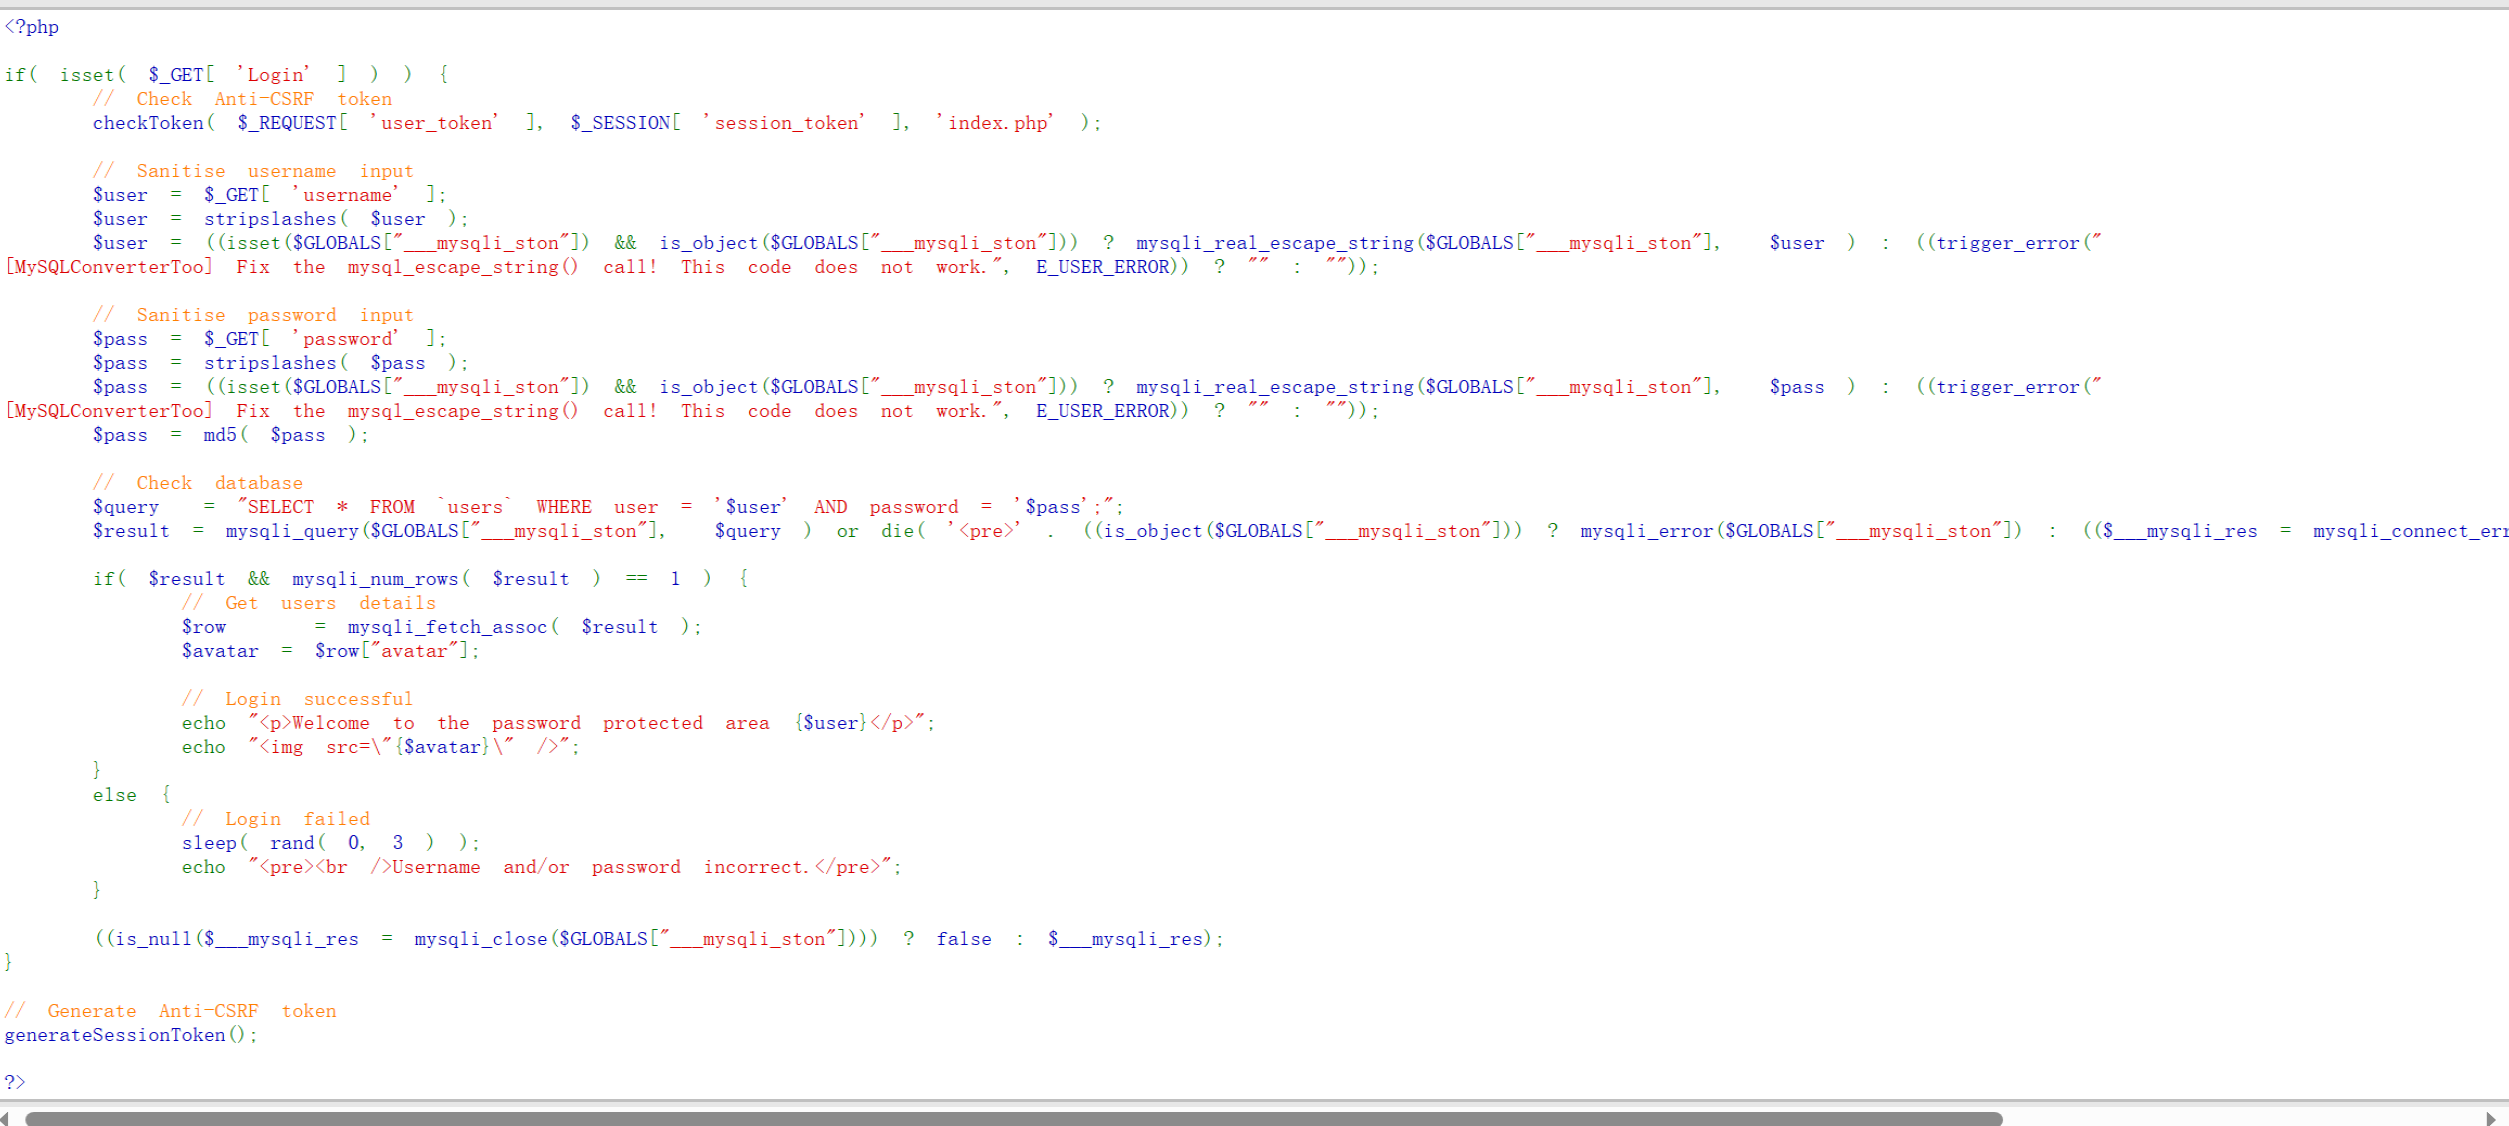 <?php

if( isset( $_GET[ 'Login' ] ) ) {
    // Check Anti-CSRF token
    checkToken( $_REQUEST[ 'user_token' ], $_SESSION[ 'session_token' ], 'index.php' );

    // Sanitise username input
    $user = $_GET[ 'username' ];
    $user = stripslashes( $user );
    $user = ((isset($GLOBALS["___mysqli_ston"]) && is_object($GLOBALS["___mysqli_ston"])) ? mysqli_real_escape_string($GLOBALS["___mysqli_ston"],  $user ) : ((trigger_error("
[MySQLConverterToo] Fix the mysql_escape_string() call! This code does not work.", E_USER_ERROR)) ? "" : ""));

    // Sanitise password input
    $pass = $_GET[ 'password' ];
    $pass = stripslashes( $pass );
    $pass = ((isset($GLOBALS["___mysqli_ston"]) && is_object($GLOBALS["___mysqli_ston"])) ? mysqli_real_escape_string($GLOBALS["___mysqli_ston"],  $pass ) : ((trigger_error("
[MySQLConverterToo] Fix the mysql_escape_string() call! This code does not work.", E_USER_ERROR)) ? "" : ""));
    $pass = md5( $pass );

    // Check database
    $query  = "SELECT * FROM `users` WHERE user = '$user' AND password = '$pass';";
    $result = mysqli_query($GLOBALS["___mysqli_ston"],  $query ) or die( '<pre>' . ((is_object($GLOBALS["___mysqli_ston"])) ? mysqli_error($GLOBALS["___mysqli_ston"]) : (($___mysqli_res = mysqli_connect_err

    if( $result && mysqli_num_rows( $result ) == 1 ) {
        // Get users details
        $row    = mysqli_fetch_assoc( $result );
        $avatar = $row["avatar"];

        // Login successful
        echo "<p>Welcome to the password protected area {$user}</p>";
        echo "<img src=\"{$avatar}\" />";
    }
    else {
        // Login failed
        sleep( rand( 0, 3 ) );
        echo "<pre><br />Username and/or password incorrect.</pre>";
    }

    ((is_null($___mysqli_res = mysqli_close($GLOBALS["___mysqli_ston"]))) ? false : $___mysqli_res);
}

// Generate Anti-CSRF token
generateSessionToken();

?>